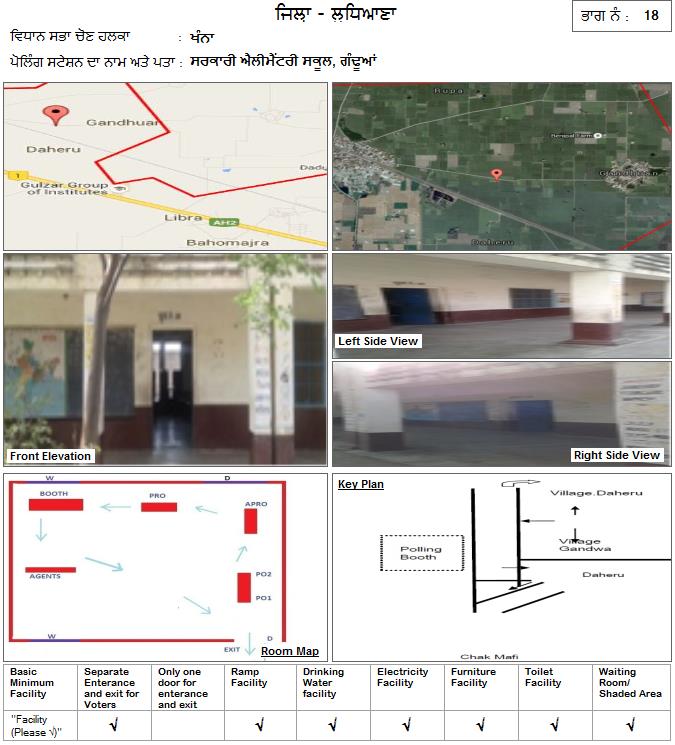 ਜਿਲ੍ਹਾ - ਲੁਧਿਆਣਾ
ਭਾਗ ਨੰ : 18
ਵਿਧਾਨ ਸਭਾ ਚੋਣ ਹਲਕਾ : ਖੰਨਾ
ਪੋਲਿੰਗ ਸਟੇਸ਼ਨ ਦਾ ਨਾਮ ਅਤੇ ਪਤਾ : ਸਰਕਾਰੀ ਐਲੀਮੈਂਟਰੀ ਸਕੂਲ, ਗੰਢੂਆਂ
Gandhuan
Daheru
Dadu
1
Gulzar Group
of Institutes
Libra
AH2
Bahomajra
Rupa
Daheru
Front Elevation
Left Side View
Right Side View
W
D
BOOTH
PRO
APRO
AGENTS
PO2
PO1
W
D
EXIT
Room Map
Key Plan
Village.Daheru
Village
Gandwa
Polling
Booth
Daheru
Chak Mafi
Basic Minimum Facility
Separate Enterance and exit for Voters
Only one door for enterance and exit
Ramp Facility
Drinking Water facility
Electricity Facility
Furniture Facility
Toilet Facility
Waiting Room/ Shaded Area
"Facility (Please √)"
√ √ √ √ √ √ √